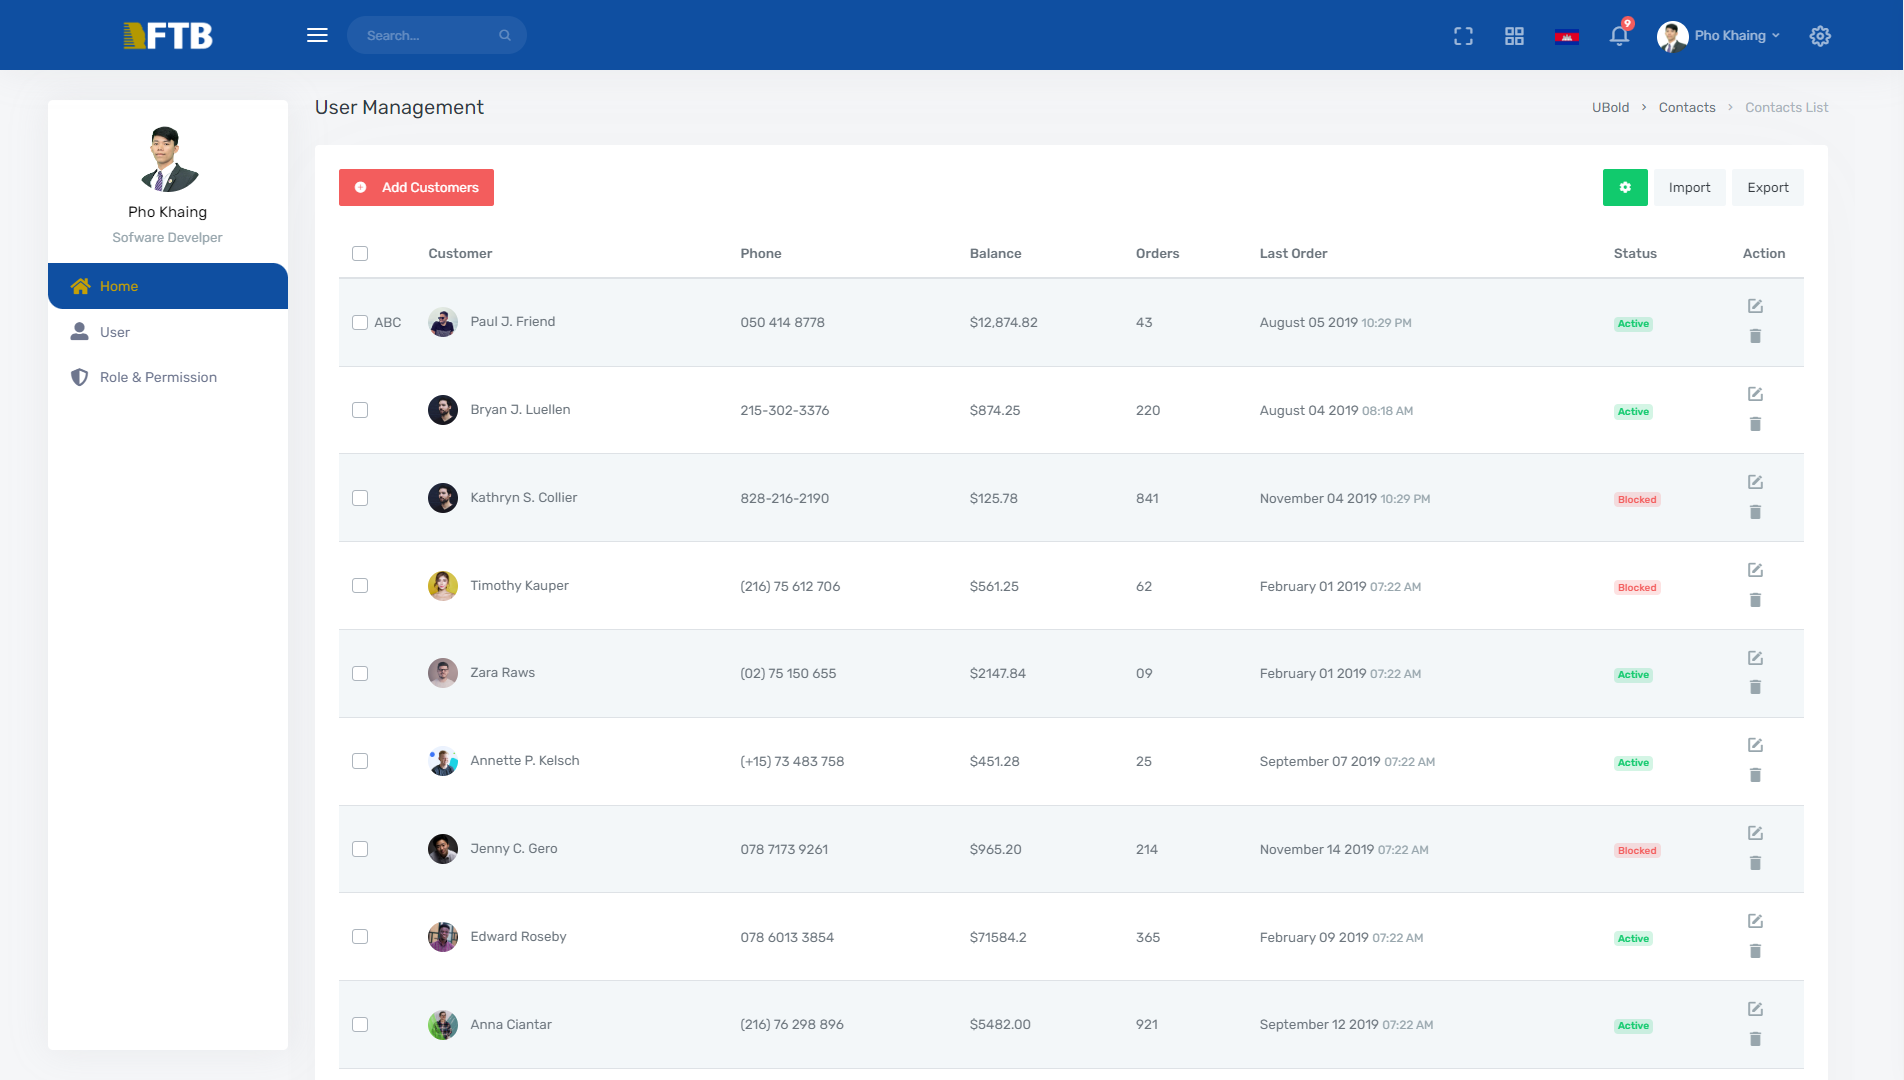 FTB
Search...
9
Pho Khaing
User Management
UBold > Contacts > Contacts List
Pho Khaing
Sofware Develper
Home
User
Role & Permission
Add Customers
Import
Export
Customer Phone Balance Orders Last Order Status Action
ABC Paul J. Friend 050 414 8778 $12,874.82 43 August 05 2019 10:29 PM Active
Bryan J. Luellen 215-302-3376 $874.25 220 August 04 2019 08:18 AM Active
Kathryn S. Collier 828-216-2190 $125.78 841 November 04 2019 10:29 PM Blocked
Timothy Kauper (216) 75 612 706 $561.25 62 February 01 2019 07:22 AM Blocked
Zara Raws (02) 75 150 655 $2147.84 09 February 01 2019 07:22 AM Active
Annette P. Kelsch (+15) 73 483 758 $451.28 25 September 07 2019 07:22 AM Active
Jenny C. Gero 078 7173 9261 $965.20 214 November 14 2019 07:22 AM Blocked
Edward Roseby 078 6013 3854 $71584.2 365 February 09 2019 07:22 AM Active
Anna Ciantar (216) 76 298 896 $5482.00 921 September 12 2019 07:22 AM Active